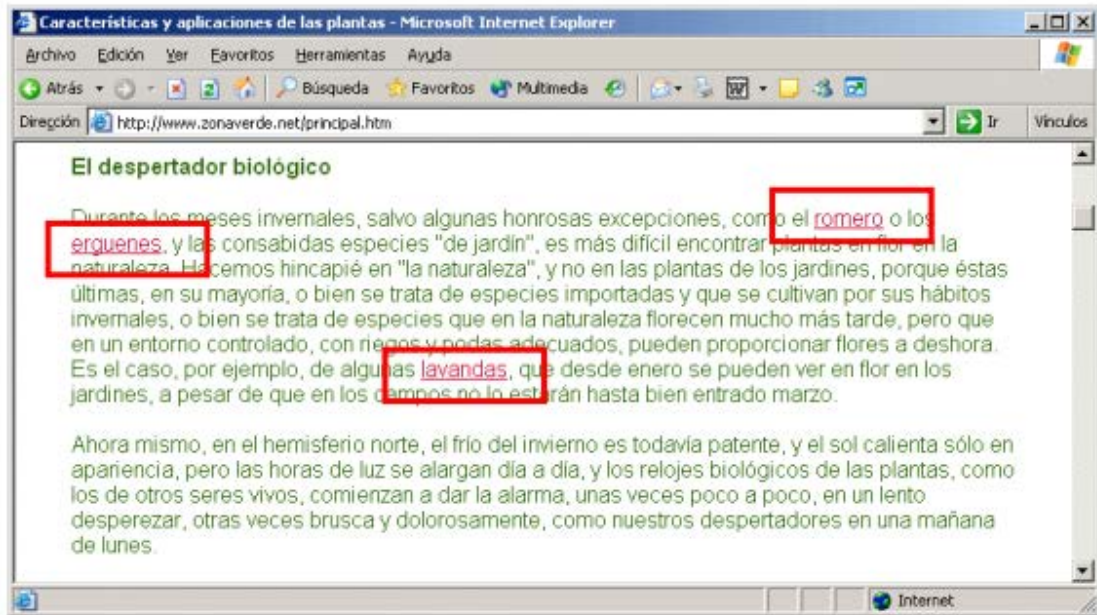 Características y aplicaciones de las plantas - Microsoft Internet Explorer
Archivo Edición Ver Favoritos Herramientas Ayuda
Atrás Búsqueda Favoritos Multimedia
Dirección http://www.zonaverde.net/principal.htm Ir Vínculos
El despertador biológico
Durante los meses invernales, salvo algunas honrosas excepciones, como el romero o los
erguenes, y las consabidas especies "de jardín", es más difícil encontrar plantas en flor en la
naturaleza. Hacemos hincapié en "la naturaleza", y no en las plantas de los jardines, porque éstas
últimas, en su mayoría, o bien se trata de especies importadas y que se cultivan por sus hábitos
invernales, o bien se trata de especies que en la naturaleza florecen mucho más tarde, pero que
en un entorno controlado, con riegos y podas adecuados, pueden proporcionar flores a deshora.
Es el caso, por ejemplo, de algunas lavandas, que desde enero se pueden ver en flor en los
jardines, a pesar de que en los campos no lo estarán hasta bien entrado marzo.
Ahora mismo, en el hemisferio norte, el frío del invierno es todavía patente, y el sol calienta sólo en
apariencia, pero las horas de luz se alargan día a día, y los relojes biológicos de las plantas, como
los de otros seres vivos, comienzan a dar la alarma, unas veces poco a poco, en un lento
desperezar, otras veces brusca y dolorosamente, como nuestros despertadores en una mañana
de lunes.
Internet